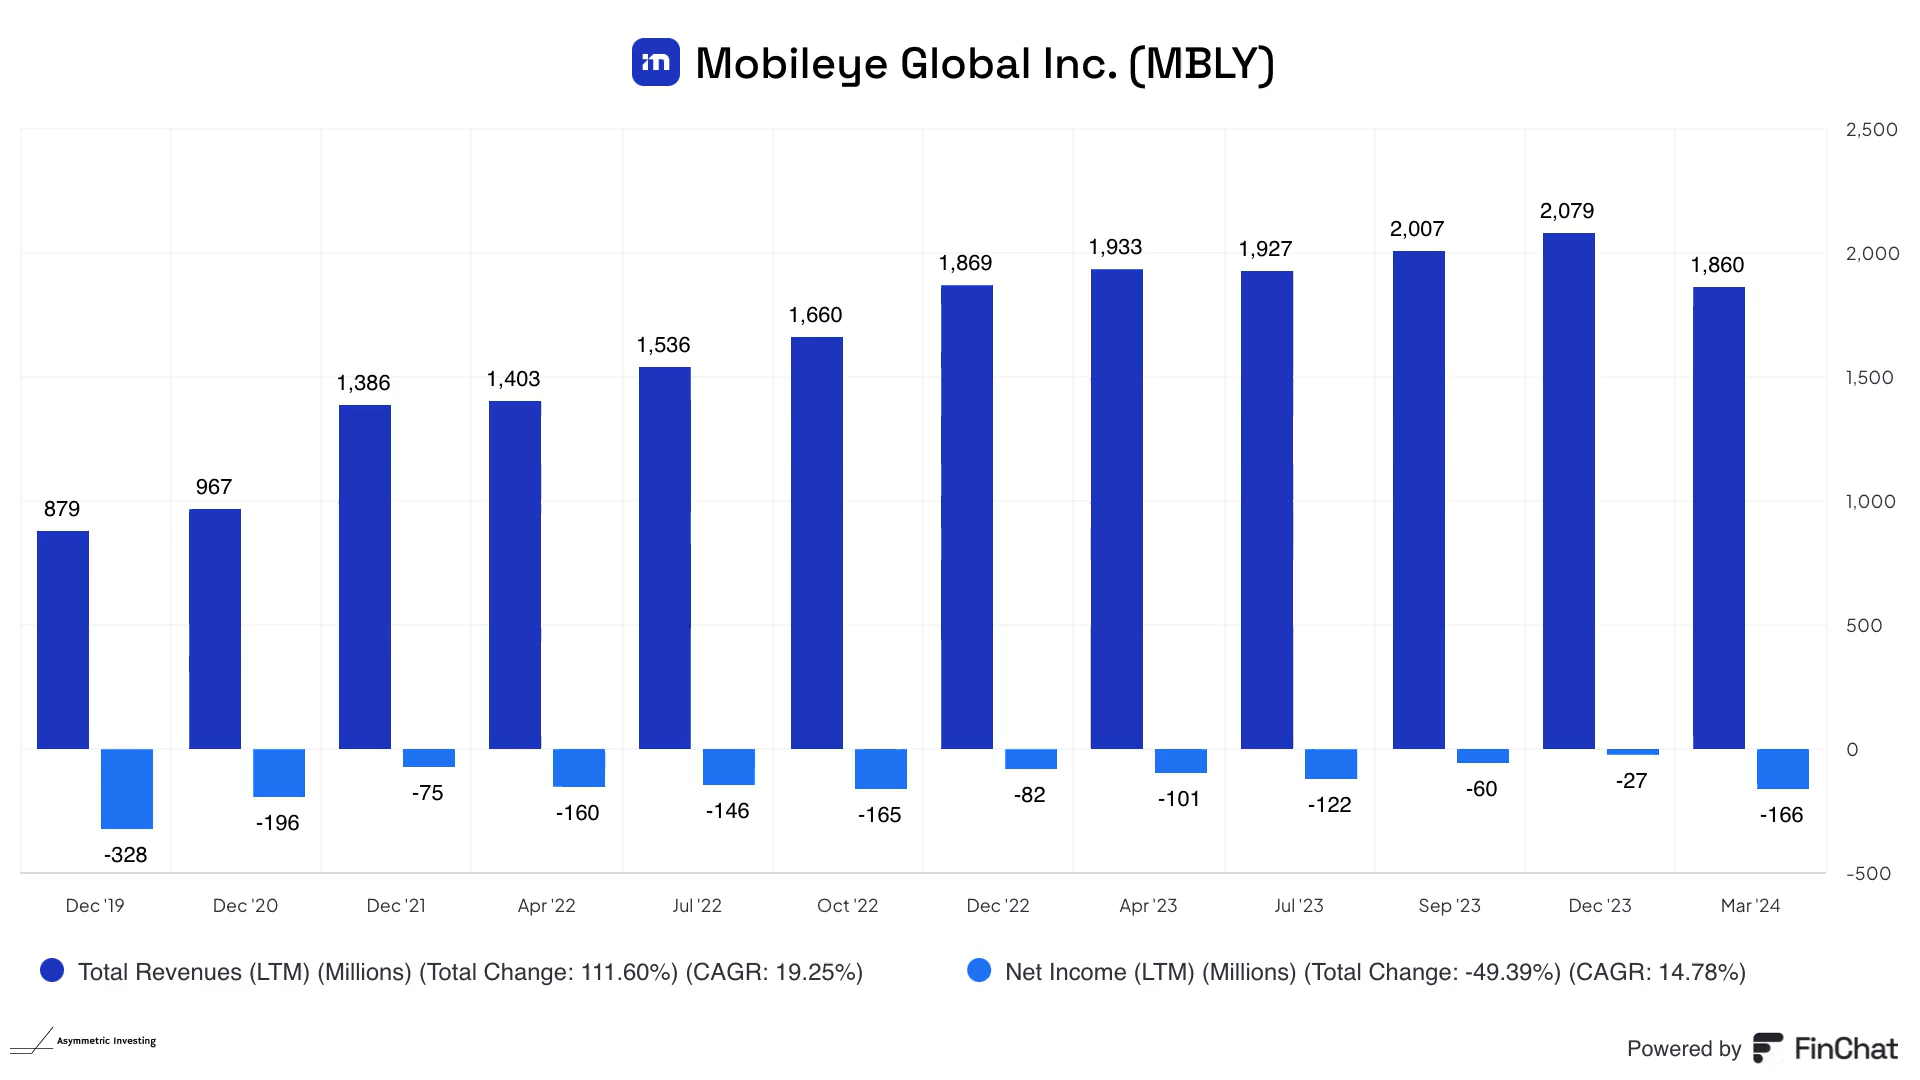 Mobileye Global Inc. (MBLY)
2,500
2,000
1,500
1,000
500
0
-500
879
967
1,386
1,403
1,536
1,660
1,869
1,933
1,927
2,007
2,079
1,860
-328
-196
-75
-160
-146
-165
-82
-101
-122
-60
-27
-166
Dec '19
Dec '20
Dec '21
Apr '22
Jul '22
Oct '22
Dec '22
Apr '23
Jul '23
Sep '23
Dec '23
Mar '24
Total Revenues (LTM) (Millions) (Total Change: 111.60%) (CAGR: 19.25%)
Net Income (LTM) (Millions) (Total Change: -49.39%) (CAGR: 14.78%)
Asymmetric Investing
Powered by FinChat